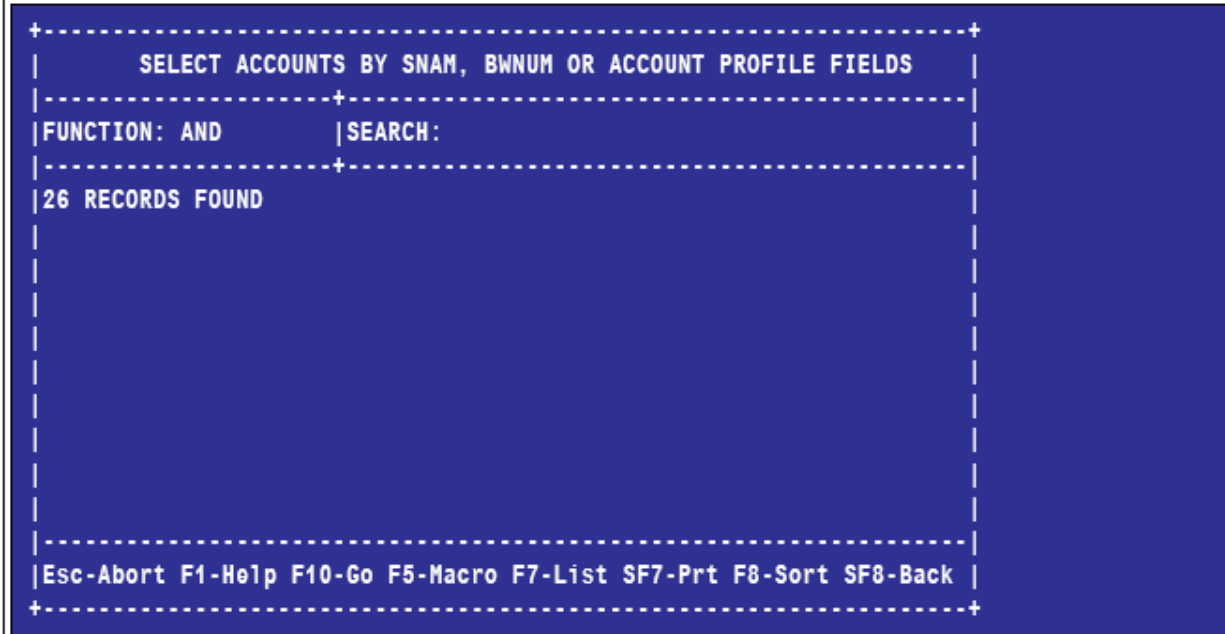 SELECT ACCOUNTS BY SNAM, BWNUM OR ACCOUNT PROFILE FIELDS
FUNCTION: AND |SEARCH:
26 RECORDS FOUND
Esc-Abort F1-Help F10-Go F5-Macro F7-List SF7-Prt F8-Sort SF8-Back